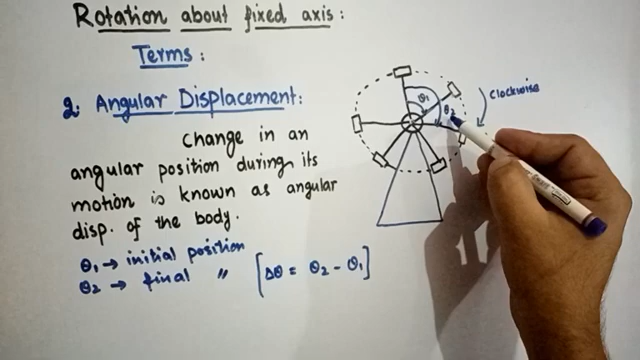 Rotation about fixed axis :
Terms :
2. Angular Displacement :
Change in an
angular position during its
motion is known as angular
disp. of the body.
θ1 → initial position
θ2 → final 〃 [Δθ = θ2 - θ1]
θ1
θ2
clockwise